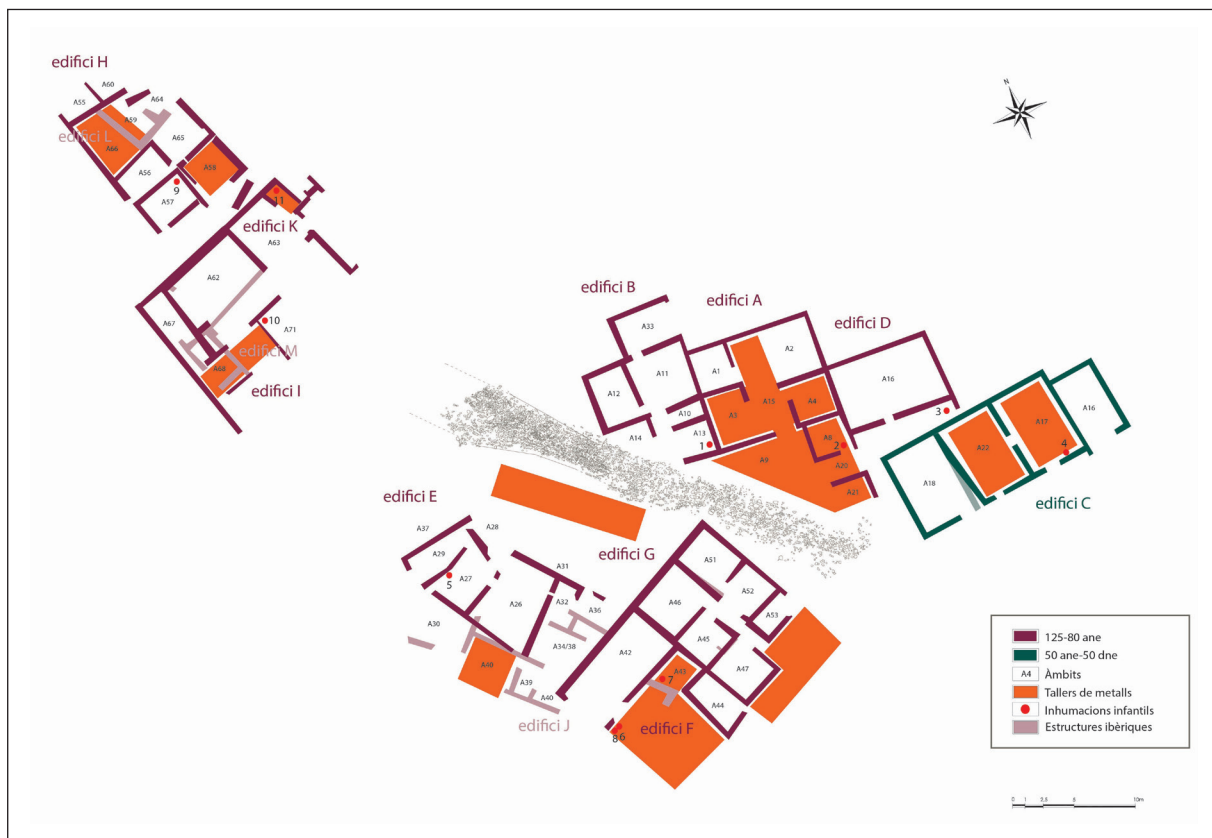 edifici H
A60
A55
A64
A59
edifici L
A65
A66
A56
A58
9
A57
11
edifici K
A63
A62
10
A67
A71
edifici M
A68
edifici I
N
edifici B
edifici A
edifici D
A33
A2
A1
A11
A16
A12
A15
A4
A5
A10
3
A13
A14
1
A8
2
A9
A20
A21
A16
A17
4
A22
A18
edifici C
edifici E
A37
A28
A29
A27
5
A31
edifici G
A51
A52
A32
A36
A46
A53
A26
A30
A45
A34/38
A42
A47
A41
7
A39
A40
A44
edifici J
edifici F
8
6
125-80 ane
50 ane-50 dne
A4 Àmbits
Tallers de metalls
Inhumacions infantils
Estructures ibèriques
0 1 2,5 5 10m